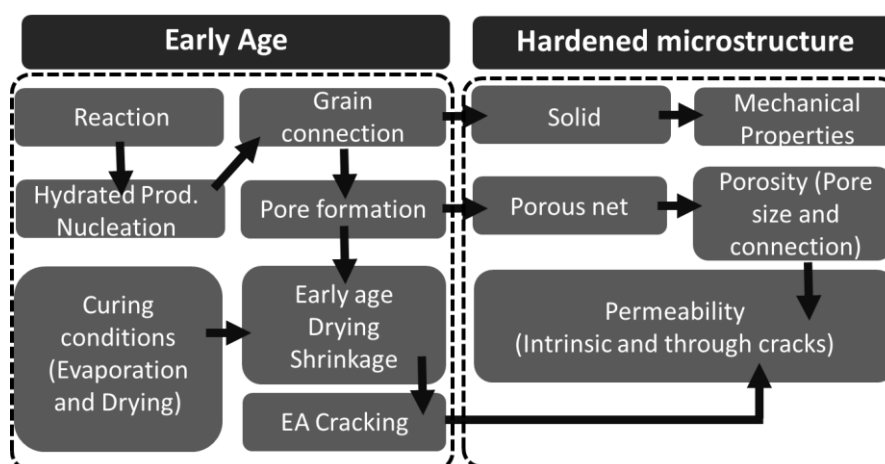 Early Age
Hardened microstructure
Reaction
Grain
connection
Solid
Mechanical
Properties
Hydrated Prod.
Nucleation
Pore formation
Porous net
Porosity (Pore
size and
connection)
Curing
conditions
(Evaporation
and Drying)
Early age
Drying
Shrinkage
Permeability
(Intrinsic and through cracks)
EA Cracking